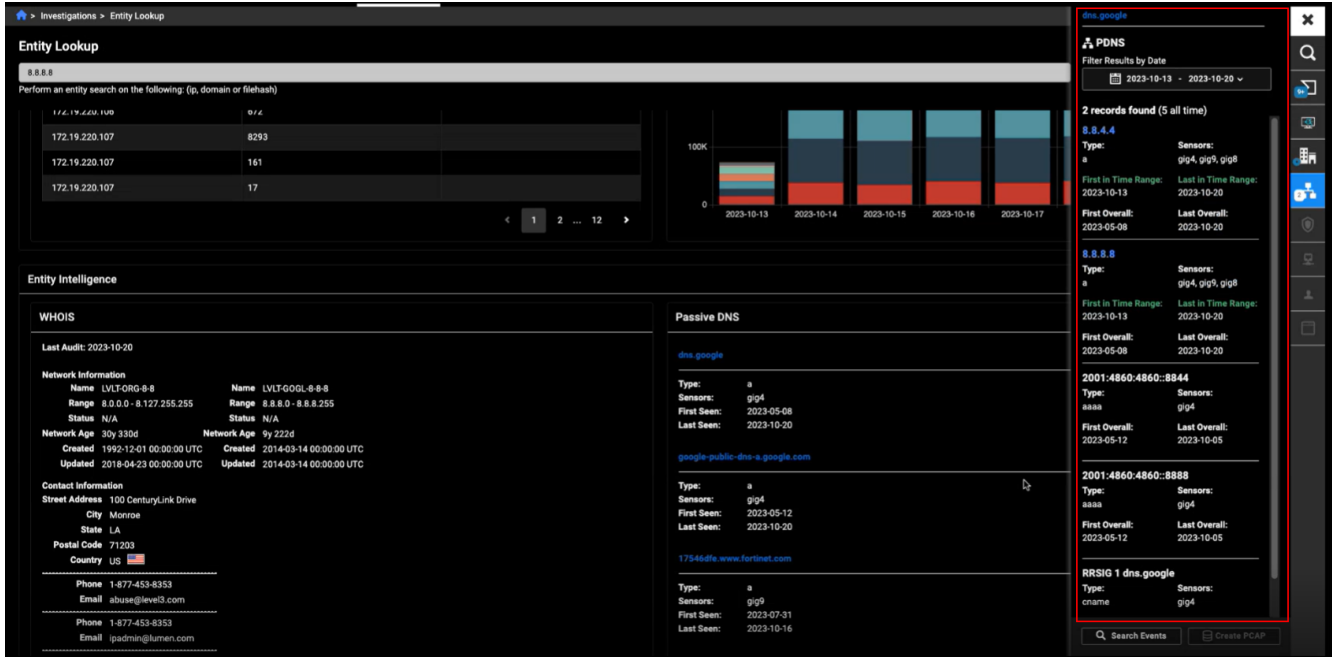 > Investigations > Entity Lookup
Entity Lookup
8.8.8.8
Perform an entity search on the following: (ip, domain or filehash)
172.19.220.106 672
172.19.220.107 8293
172.19.220.107 161
172.19.220.107 17
< 1 2 ... 12 >
100K
0
2023-10-13 2023-10-14 2023-10-15 2023-10-16 2023-10-17
Entity Intelligence
WHOIS
Last Audit: 2023-10-20
Network Information
Name LVLT-ORG-8-8 Name LVLT-GOGL-8-8-8
Range 8.0.0.0 - 8.127.255.255 Range 8.8.8.0 - 8.8.8.255
Status N/A Status N/A
Network Age 30y 330d Network Age 9y 222d
Created 1992-12-01 00:00:00 UTC Created 2014-03-14 00:00:00 UTC
Updated 2018-04-23 00:00:00 UTC Updated 2014-03-14 00:00:00 UTC
Contact Information
Street Address 100 CenturyLink Drive
City Monroe
State LA
Postal Code 71203
Country US
Phone 1-877-453-8353
Email abuse@level3.com
Phone 1-877-453-8353
Email ipadmin@lumen.com
Passive DNS
dns.google
Type: a
Sensors: gig4
First Seen: 2023-05-08
Last Seen: 2023-10-20
google-public-dns-a.google.com
Type: a
Sensors: gig4
First Seen: 2023-05-12
Last Seen: 2023-10-20
17546dfe.www.fortinet.com
Type: a
Sensors: gig9
First Seen: 2023-07-31
Last Seen: 2023-10-16
dns.google
PDNS
Filter Results by Date
2023-10-13 - 2023-10-20
2 records found (5 all time)
8.8.4.4
Type: Sensors:
a gig4, gig9, gig8
First in Time Range: Last in Time Range:
2023-10-13 2023-10-20
First Overall: Last Overall:
2023-05-08 2023-10-20
8.8.8.8
Type: Sensors:
a gig4, gig9, gig8
First in Time Range: Last in Time Range:
2023-10-13 2023-10-20
First Overall: Last Overall:
2023-05-08 2023-10-20
2001:4860:4860::8844
Type: Sensors:
aaaa gig4
First Overall: Last Overall:
2023-05-12 2023-10-05
2001:4860:4860::8888
Type: Sensors:
aaaa gig4
First Overall: Last Overall:
2023-05-12 2023-10-05
RRSIG 1 dns.google
Type: Sensors:
cname gig4
Search Events Create PCAP
9+
2